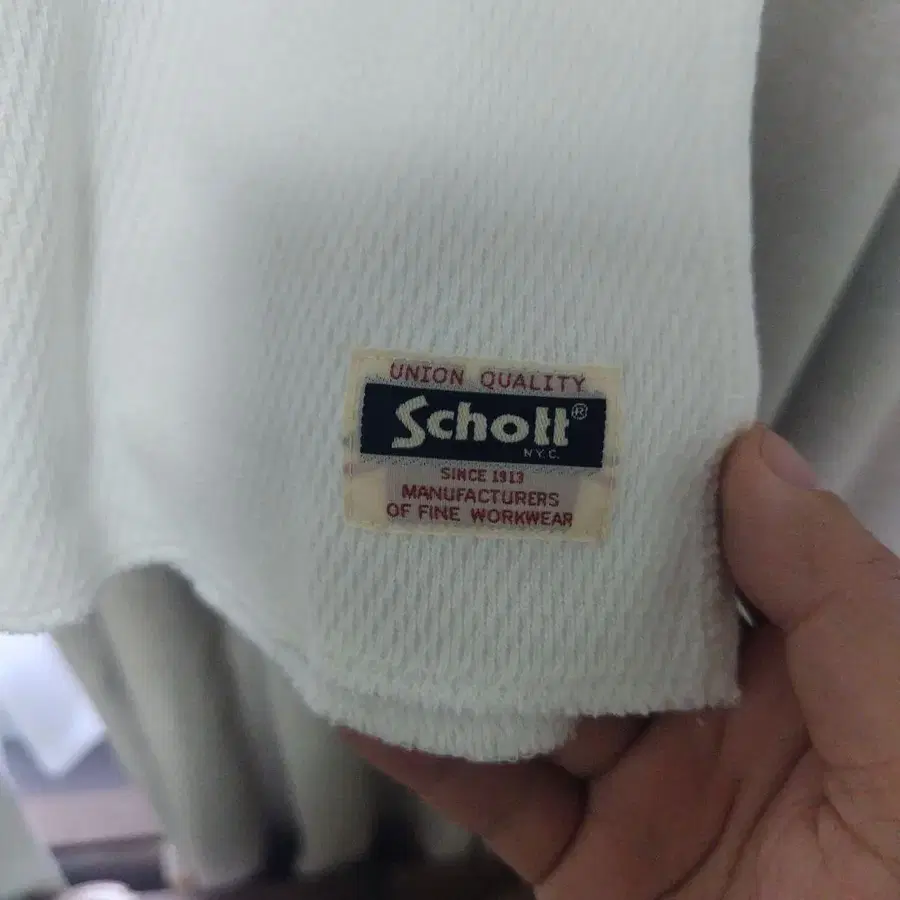 UNION QUALITY
Schott®
N.Y.C.
SINCE 1913
MANUFACTURERS
OF FINE WORKWEAR